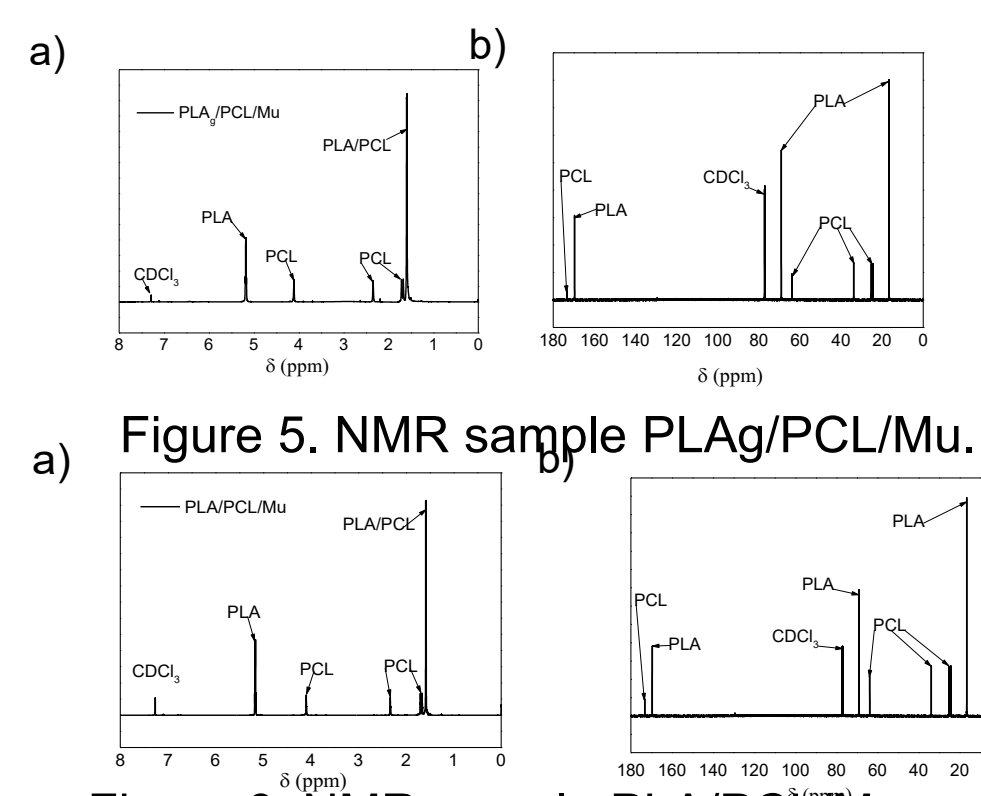 a)
b)
PLAg/PCL/Mu
PLA/PCL
PLA
PCL
PCL
CDCl3
8 7 6 5 4 3 2 1 0
δ (ppm)
PLA
PCL
CDCl3
PLA
PCL
180 160 140 120 100 80 60 40 20 0
δ (ppm)
Figure 5. NMR sample PLAg/PCL/Mu.
a)
b)
PLA/PCL/Mu
PLA/PCL
PLA
PCL
PCL
CDCl3
8 7 6 5 4 3 2 1 0
δ (ppm)
PLA
PLA
PCL
PCL
CDCl3
PLA
180 160 140 120 100 80 60 40 20
δ (ppm)